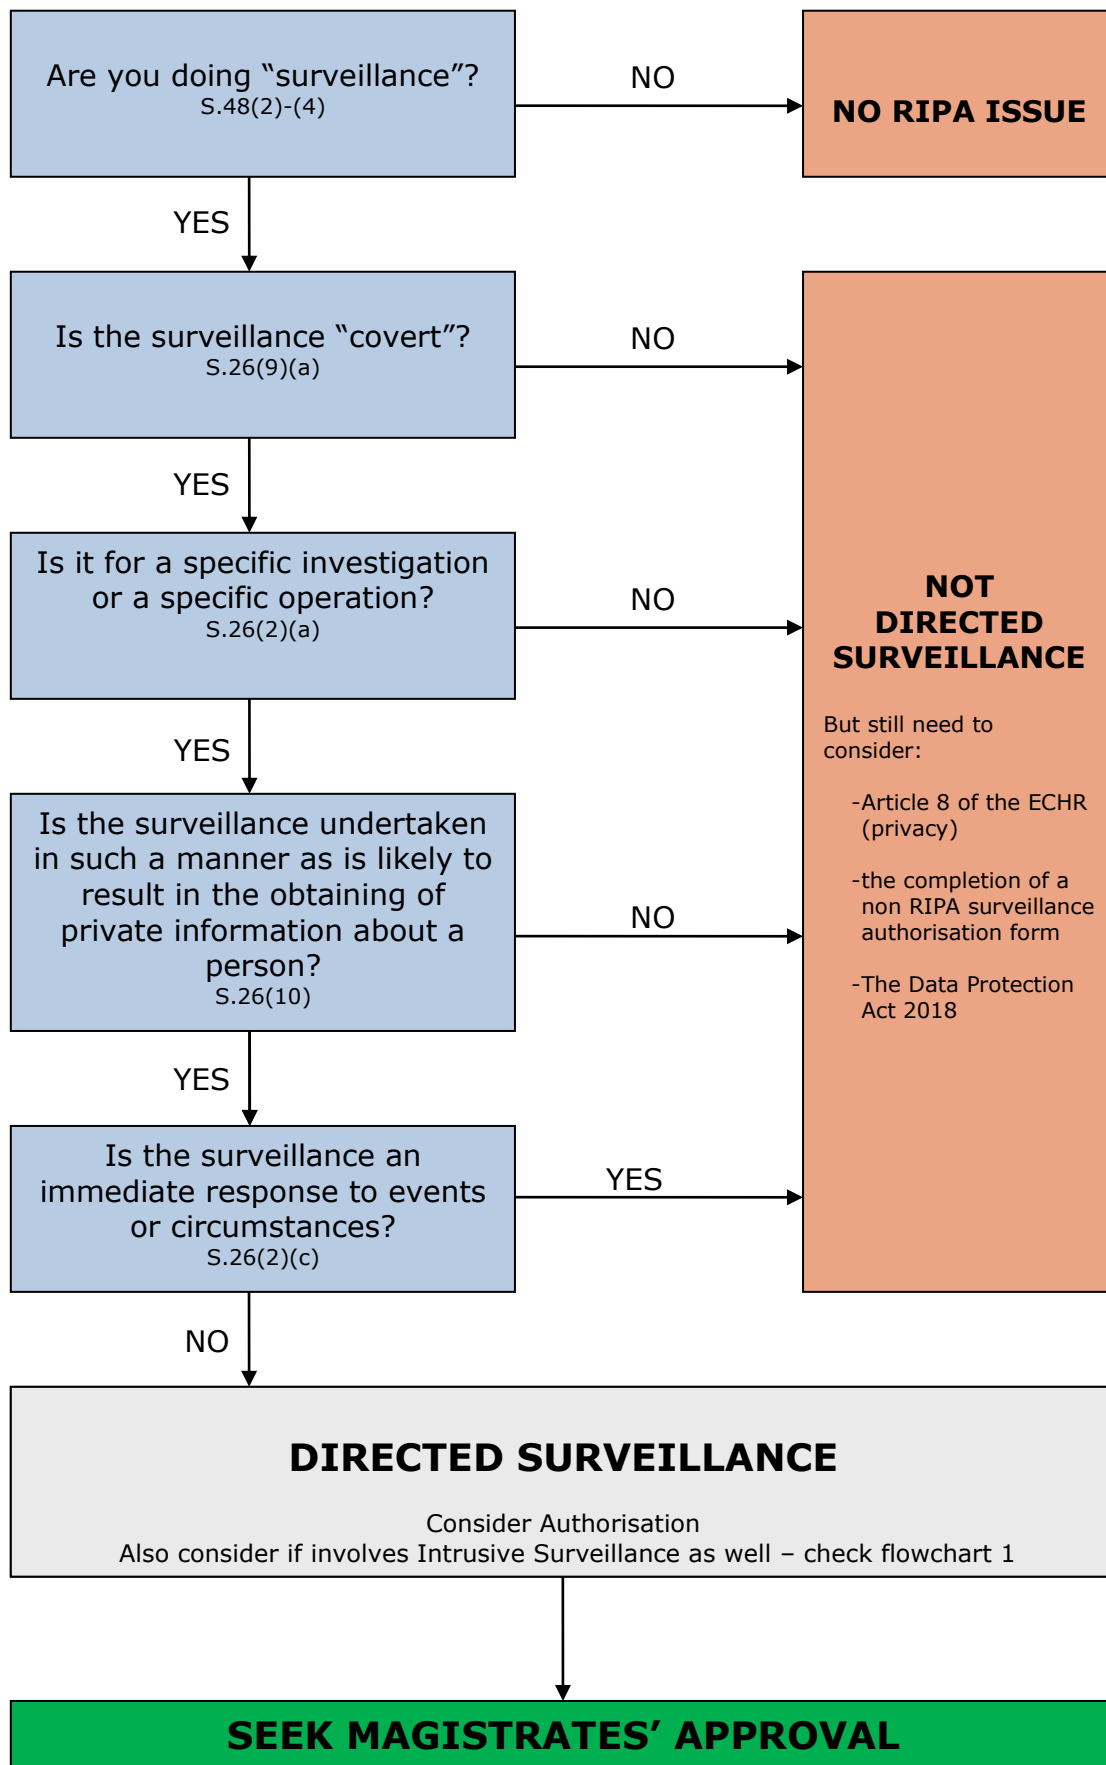 Are you doing “surveillance”?
S.48(2)-(4)
NO
NO RIPA ISSUE
YES
Is the surveillance “covert”?
S.26(9)(a)
NO
YES
Is it for a specific investigation
or a specific operation?
S.26(2)(a)
NO
YES
Is the surveillance undertaken
in such a manner as is likely to
result in the obtaining of
private information about a
person?
S.26(10)
NO
YES
Is the surveillance an
immediate response to events
or circumstances?
S.26(2)(c)
YES
NOT
DIRECTED
SURVEILLANCE
But still need to
consider:
-Article 8 of the ECHR
(privacy)
-the completion of a
non RIPA surveillance
authorisation form
-The Data Protection
Act 2018
NO
DIRECTED SURVEILLANCE
Consider Authorisation
Also consider if involves Intrusive Surveillance as well – check flowchart 1
SEEK MAGISTRATES’ APPROVAL